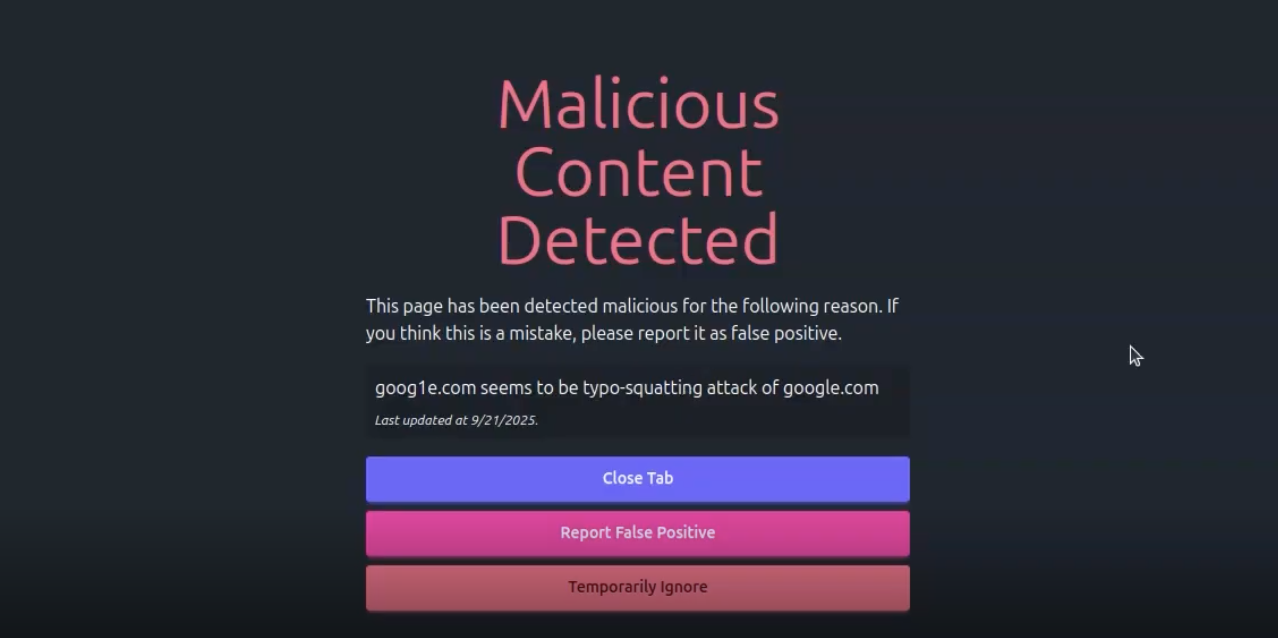 Malicious
Content
Detected
This page has been detected malicious for the following reason. If
you think this is a mistake, please report it as false positive.
goog1e.com seems to be typo-squatting attack of google.com
Last updated at 9/21/2025.
Close Tab
Report False Positive
Temporarily Ignore